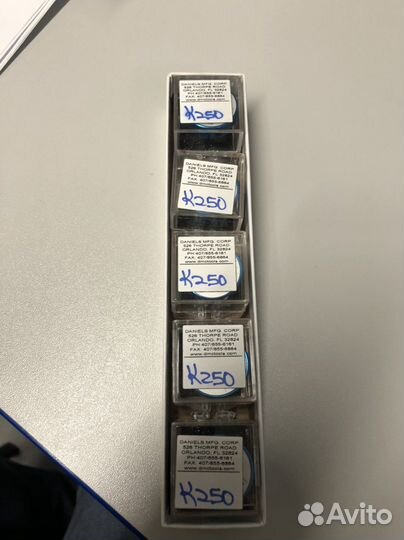 DANIELS MFG. CORP
526 THORPE ROAD
ORLANDO, FL 32824
PH 407/855-6161
FAX: 407/855-6884
www.dmctools.com
K250
DANIELS MFG. CORP
526 THORPE ROAD
ORLANDO, FL 32824
PH 407/855-6161
FAX: 407/855-6884
www.dmctools.com
K250
DANIELS MFG. CORP
526 THORPE ROAD
ORLANDO, FL 32824
PH 407/855-6161
FAX: 407/855-6884
www.dmctools.com
K250
DANIELS MFG. CORP
526 THORPE ROAD
ORLANDO, FL 32824
PH 407/855-6161
FAX: 407/855-6884
www.dmctools.com
K250
DANIELS MFG. CORP
526 THORPE ROAD
ORLANDO, FL 32824
PH 407/855-6161
FAX: 407/855-6884
www.dmctools.com
K250
Avito